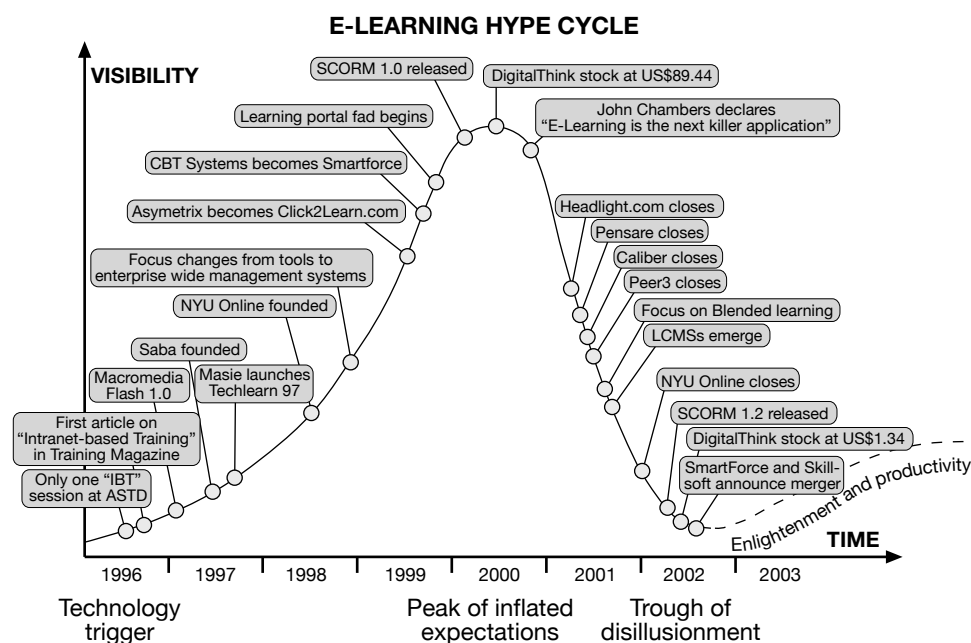 E-LEARNING HYPE CYCLE
VISIBILITY
SCORM 1.0 released
DigitalThink stock at US$89.44
Learning portal fad begins
John Chambers declares
“E-Learning is the next killer application”
CBT Systems becomes Smartforce
Asymetrix becomes Click2Learn.com
Headlight.com closes
Pensare closes
Focus changes from tools to
enterprise wide management systems
Caliber closes
Peer3 closes
NYU Online founded
Focus on Blended learning
LCMSs emerge
Saba founded
Macromedia
Flash 1.0
Masie launches
Techlearn 97
NYU Online closes
First article on
“Intranet-based Training”
in Training Magazine
SCORM 1.2 released
DigitalThink stock at US$1.34
Only one “IBT”
session at ASTD
SmartForce and Skill-
soft announce merger
Enlightenment and productivity
TIME
1996 1997 1998 1999 2000 2001 2002 2003
Technology
trigger
Peak of inflated
expectations
Trough of
disillusionment